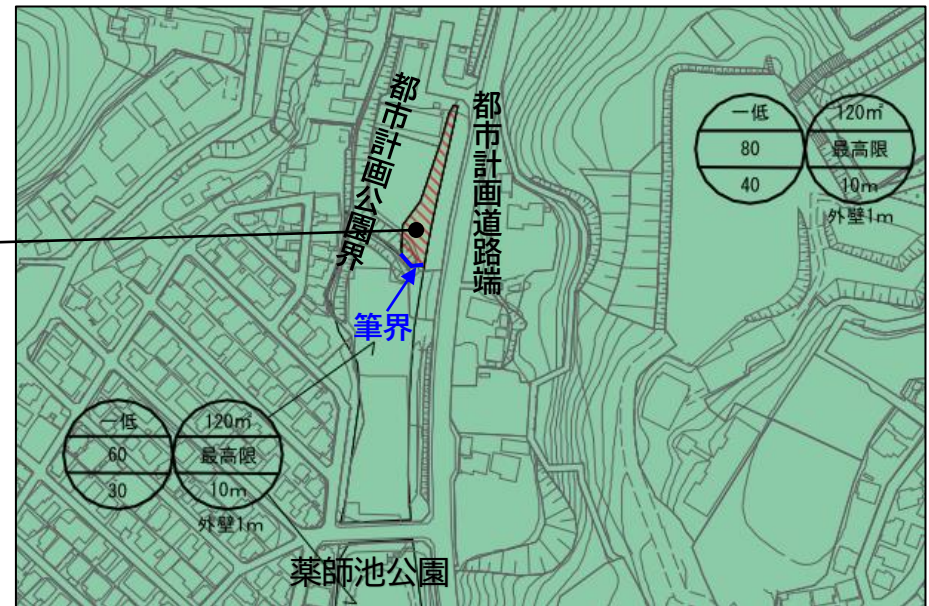 都市計画公園界
都市計画道路端
一低
80
40
120㎡
最高限
10m
外壁1m
筆界
一低
60
30
120㎡
最高限
10m
外壁1m
薬師池公園